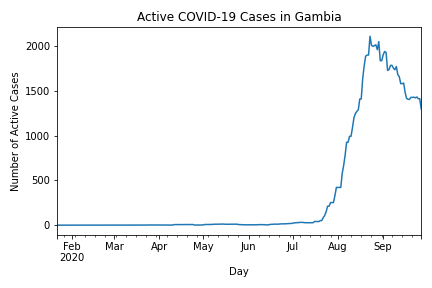 Active COVID-19 Cases in Gambia
Number of Active Cases
2000
1500
1000
500
0
Feb Mar Apr May Jun Jul Aug Sep
2020
Day